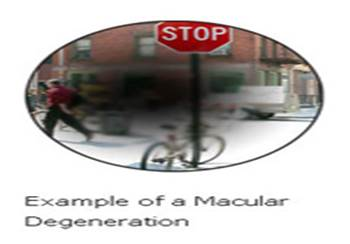 STOP
Example of a Macular
Degeneration